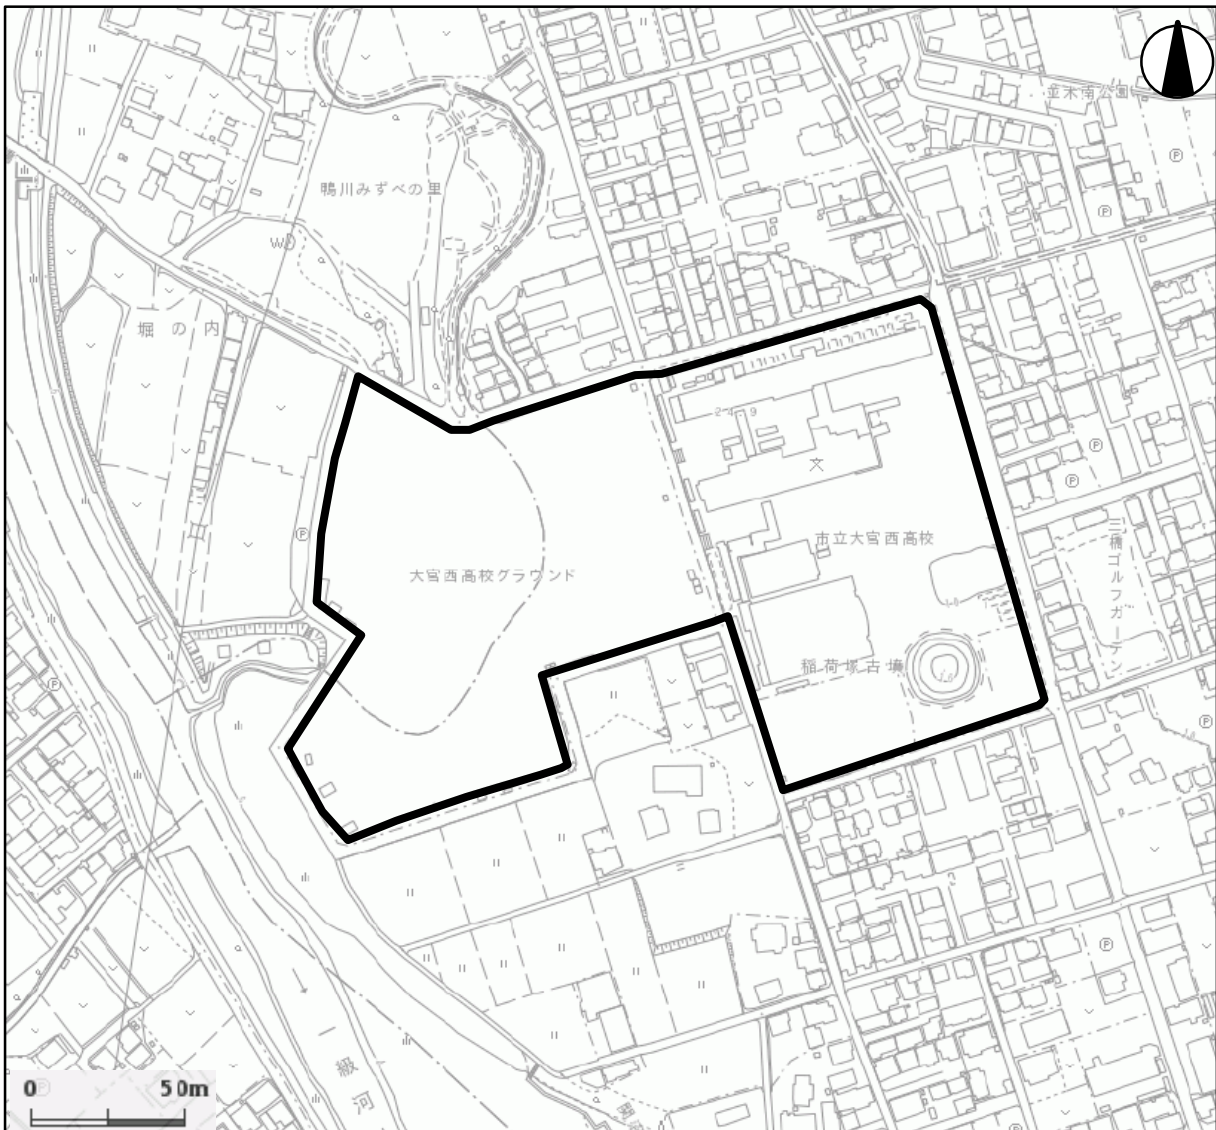 並木南公園
鴨川みずべの里
堀の内
2419
文
市立大宮西高校
大宮西高校グラウンド
三橋ゴルフガーデン
稲荷塚古墳
一級河
0 50m